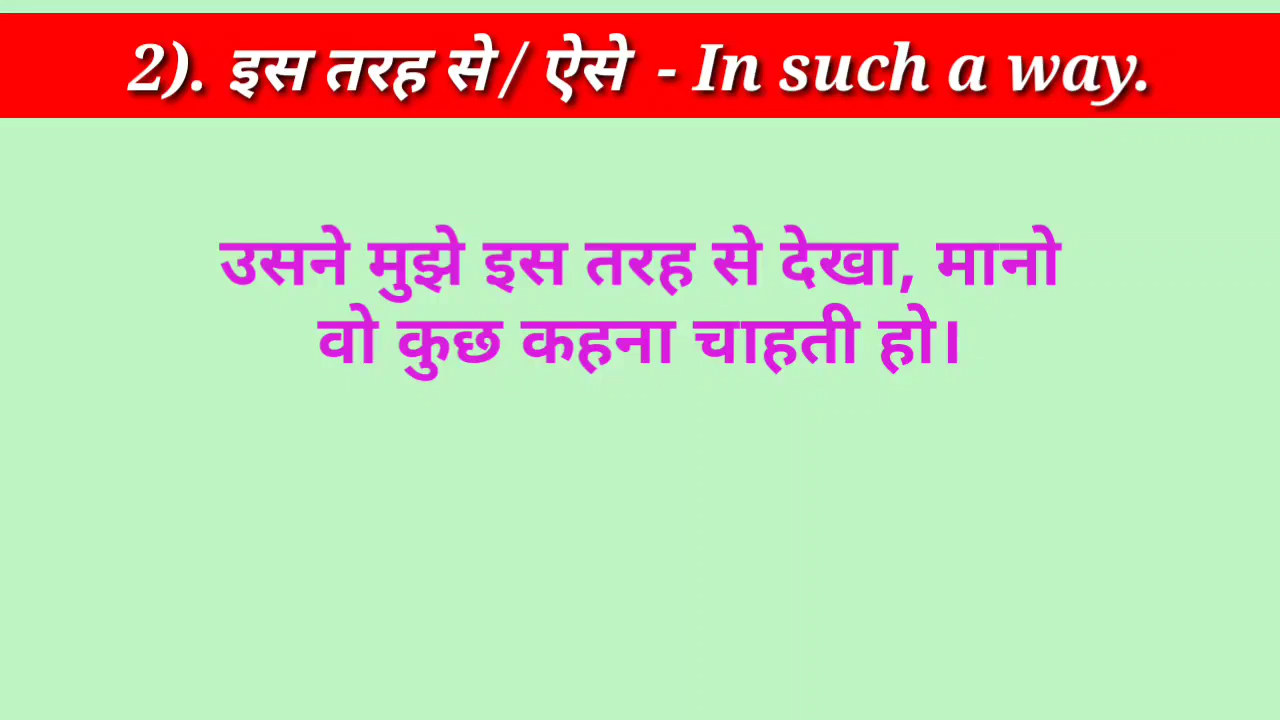 2). इस तरह से/ ऐसे - In such a way.
उसने मुझे इस तरह से देखा, मानो
वो कुछ कहना चाहती हो।